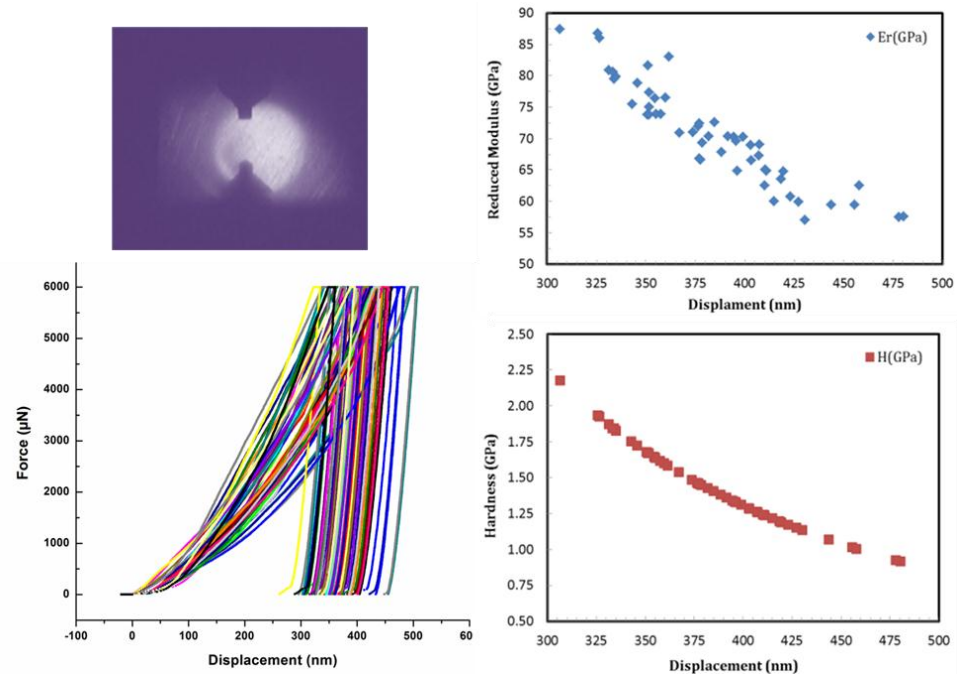 90
85
80
75
70
65
60
55
50
Reduced Modulus (GPa)
Er(GPa)
300 325 350 375 400 425 450 475 500
Displament (nm)
6000
5000
4000
3000
2000
1000
0
Force (μN)
-100 0 100 200 300 400 500 60
Displacement (nm)
2.50
2.25
2.00
1.75
1.50
1.25
1.00
0.75
0.50
Hardness (GPa)
H(GPa)
300 325 350 375 400 425 450 475 500
Displacement (nm)